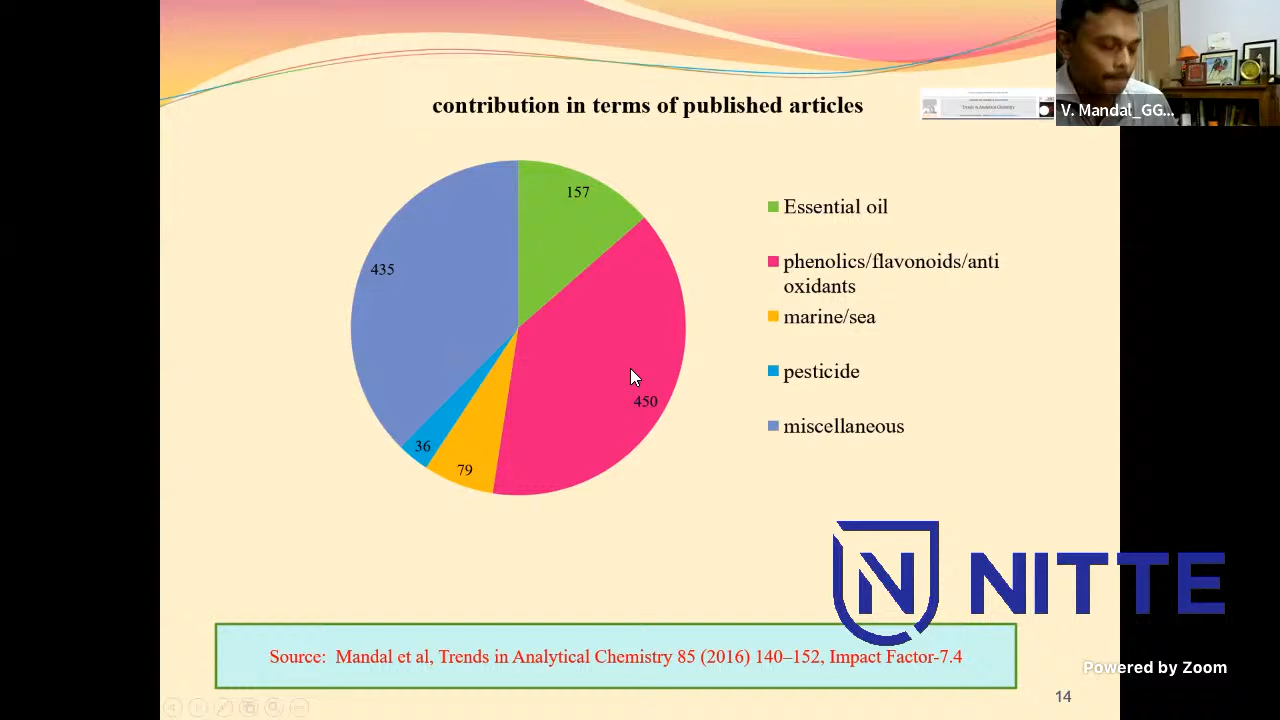 contribution in terms of published articles
V. Mandal_GG...
157
435
450
36
79
Essential oil
phenolics/flavonoids/anti
oxidants
marine/sea
pesticide
miscellaneous
N NITTE
Source: Mandal et al, Trends in Analytical Chemistry 85 (2016) 140–152, Impact Factor-7.4
Powered by Zoom
14